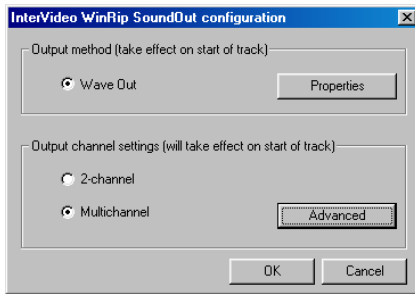 InterVideo WinRip SoundOut configuration
Output method (take effect on start of track)
Wave Out
Properties
Output channel settings (will take effect on start of track)
2-channel
Multichannel
Advanced
OK
Cancel